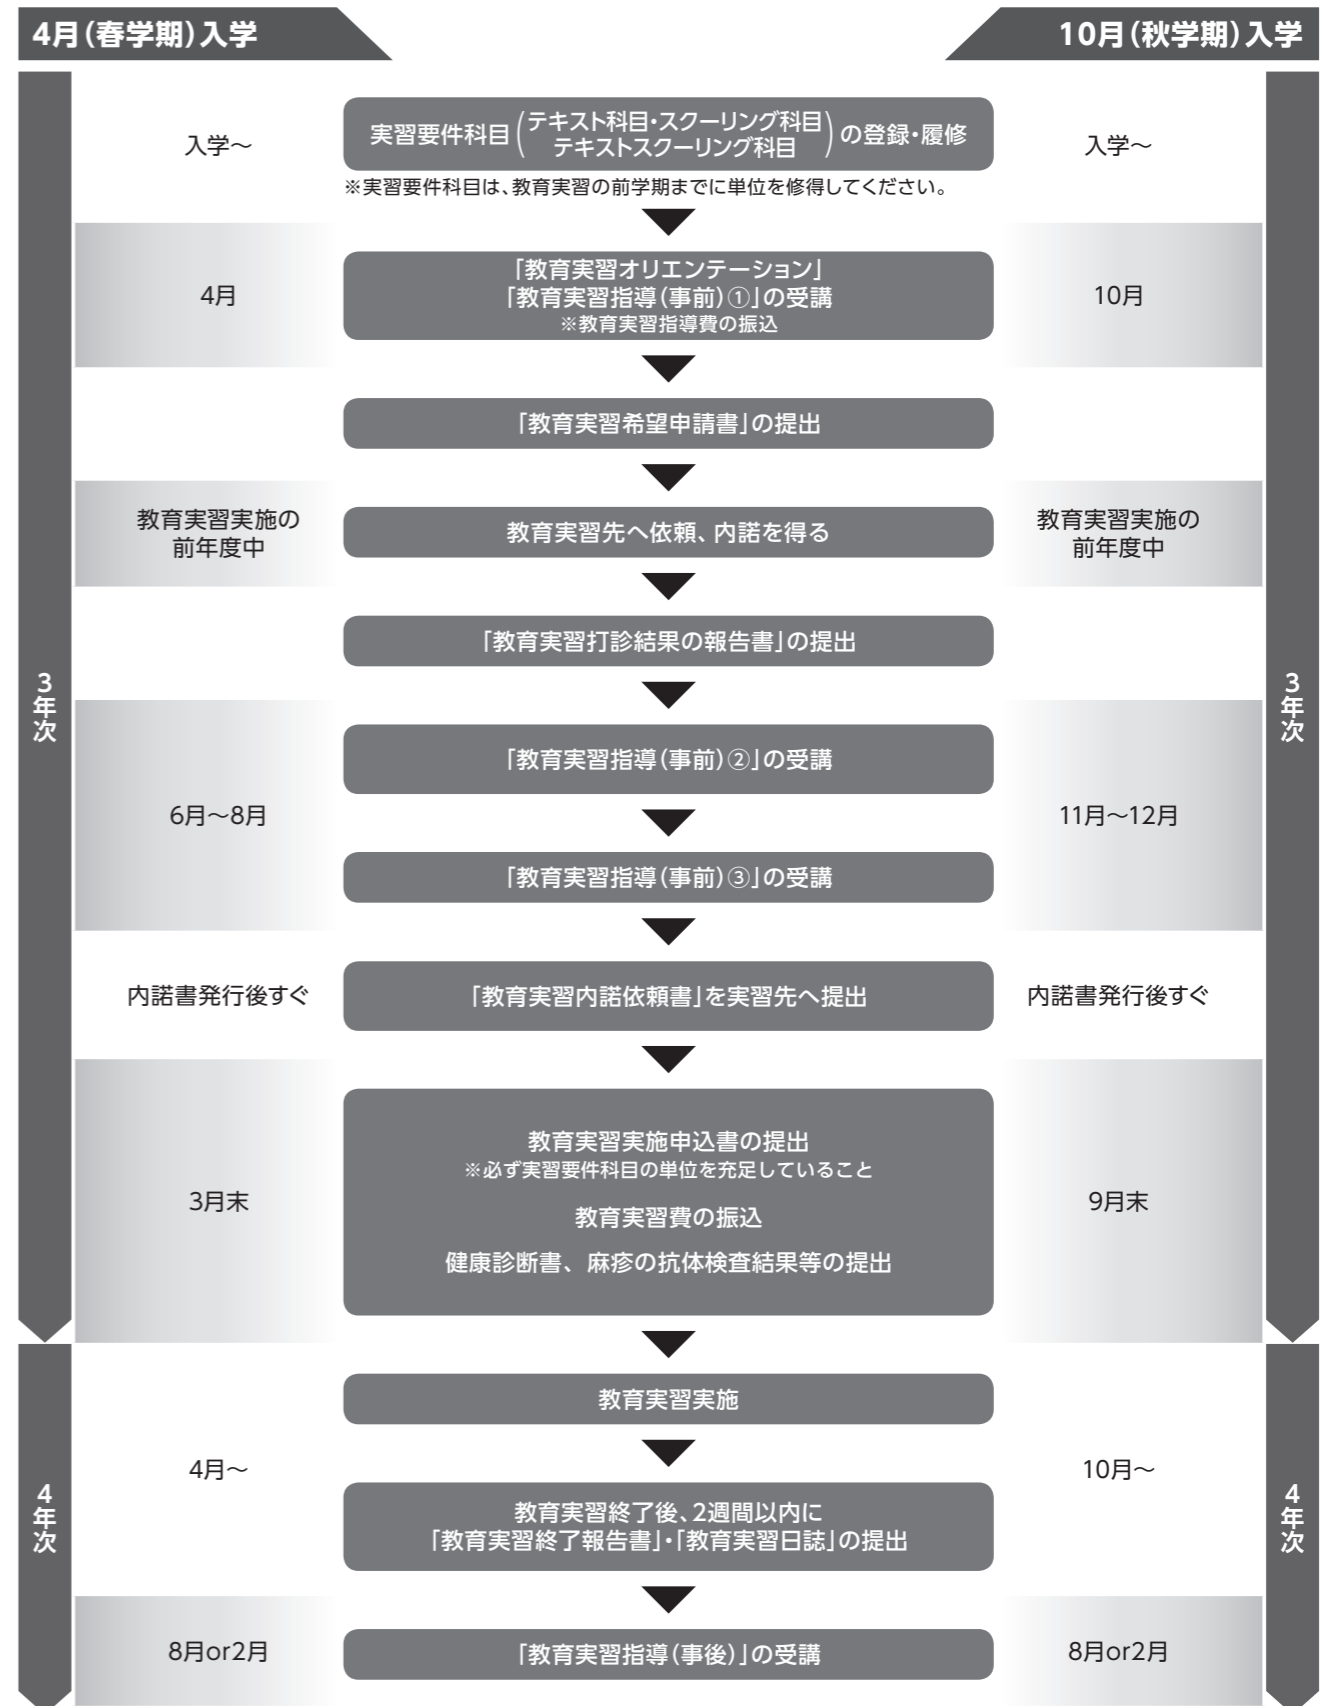 4月(春学期)入学
10月(秋学期)入学
入学～
実習要件科目(テキスト科目・スクーリング科目
テキストスクーリング科目)の登録・履修
入学～
※実習要件科目は、教育実習の前学期までに単位を修得してください。
4月
「教育実習オリエンテーション」
「教育実習指導(事前)①」の受講
※教育実習指導費の振込
10月
「教育実習希望申請書」の提出
教育実習実施の
前年度中
教育実習先へ依頼、内諾を得る
教育実習実施の
前年度中
「教育実習打診結果の報告書」の提出
3年次
3年次
「教育実習指導(事前)②」の受講
6月～8月
11月～12月
「教育実習指導(事前)③」の受講
内諾書発行後すぐ
「教育実習内諾依頼書」を実習先へ提出
内諾書発行後すぐ
教育実習実施申込書の提出
※必ず実習要件科目の単位を充足していること
3月末
教育実習費の振込
9月末
健康診断書、麻疹の抗体検査結果等の提出
教育実習実施
4月～
10月～
4年次
教育実習終了後、2週間以内に
「教育実習終了報告書」・「教育実習日誌」の提出
4年次
8月or2月
「教育実習指導(事後)」の受講
8月or2月